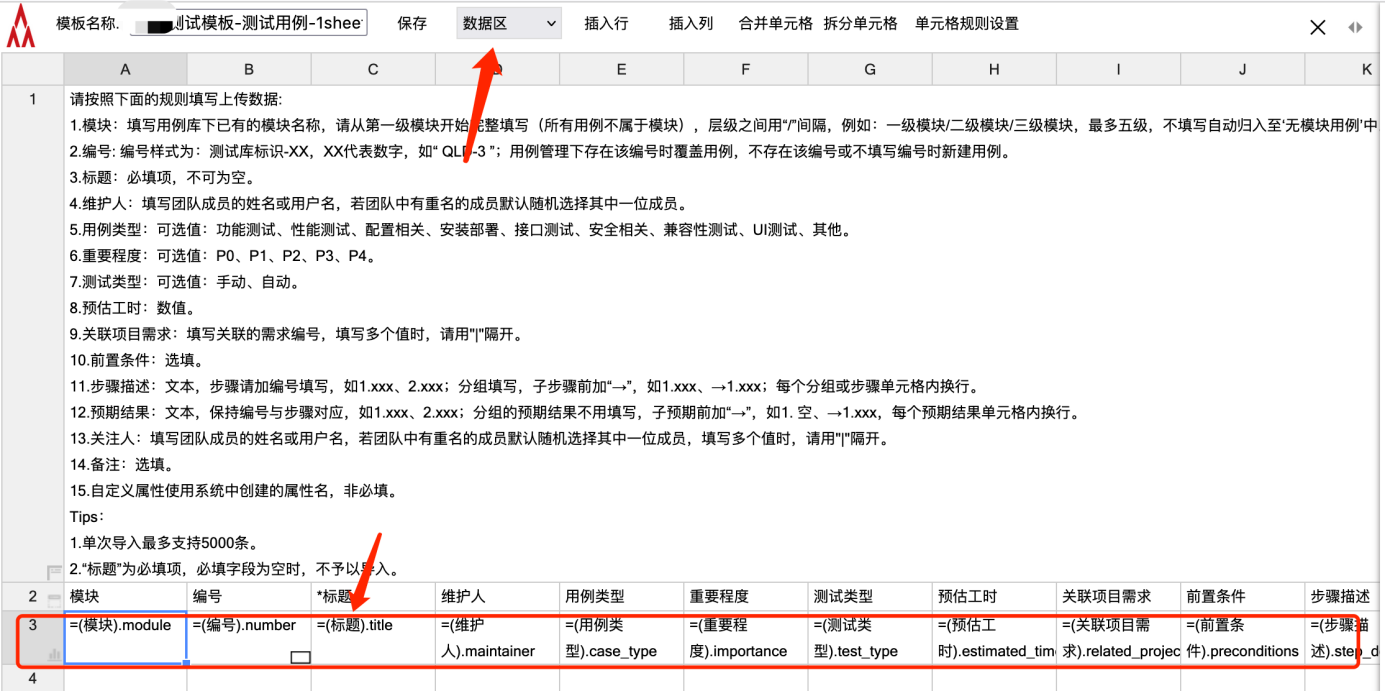 模板名称. 测试模板-测试用例-1shee 保存 数据区 插入行 插入列 合并单元格 拆分单元格 单元格规则设置
A B C D E F G H I J K
1 请按照下面的规则填写上传数据:
1.模块：填写用例库下已有的模块名称，请从第一级模块开始完整填写（所有用例不属于模块），层级之间用“/”间隔，例如：一级模块/二级模块/三级模块，最多五级，不填写自动归入至‘无模块用例’中
2.编号: 编号样式为：测试库标识-XX，XX代表数字，如“ QLD-3 ”；用例管理下存在该编号时覆盖用例，不存在该编号或不填写编号时新建用例。
3.标题：必填项，不可为空。
4.维护人：填写团队成员的姓名或用户名，若团队中有重名的成员默认随机选择其中一位成员。
5.用例类型：可选值：功能测试、性能测试、配置相关、安装部署、接口测试、安全相关、兼容性测试、UI测试、其他。
6.重要程度：可选值：P0、P1、P2、P3、P4。
7.测试类型：可选值：手动、自动。
8.预估工时：数值。
9.关联项目需求：填写关联的需求编号，填写多个值时，请用"|"隔开。
10.前置条件：选填。
11.步骤描述：文本，步骤请加编号填写，如1.xxx、2.xxx；分组填写，子步骤前加“→”，如1.xxx、→1.xxx；每个分组或步骤单元格内换行。
12.预期结果：文本，保持编号与步骤对应，如1.xxx、2.xxx；分组的预期结果不用填写，子预期前加“→”，如1. 空、→1.xxx，每个预期结果单元格内换行。
13.关注人：填写团队成员的姓名或用户名，若团队中有重名的成员默认随机选择其中一位成员，填写多个值时，请用"|"隔开。
14.备注：选填。
15.自定义属性使用系统中创建的属性名，非必填。
Tips：
1.单次导入最多支持5000条。
2.“标题”为必填项，必填字段为空时，不予以导入。
2 模块 编号 *标题 维护人 用例类型 重要程度 测试类型 预估工时 关联项目需求 前置条件 步骤描述
3 =(模块).module =(编号).number =(标题).title =(维护 =(用例类 =(重要程 =(测试类 =(预估工 =(关联项目需 =(前置条 =(步骤描
人).maintainer 型).case_type 度).importance 型).test_type 时).estimated_tim 求).related_projec 件).preconditions 述).step_d
4